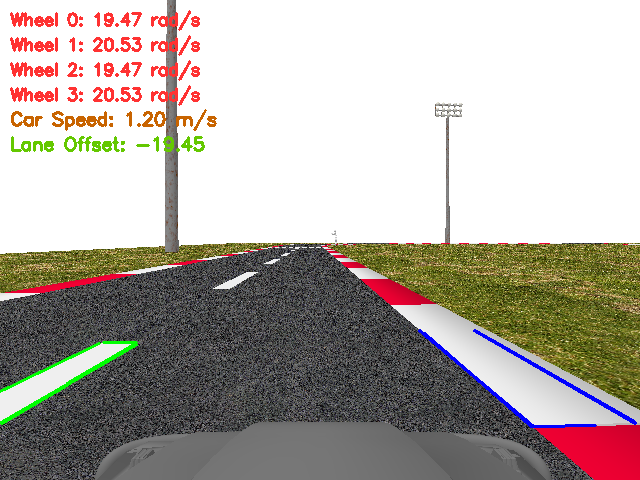 Wheel 0: 19.47 rad/s
Wheel 1: 20.53 rad/s
Wheel 2: 19.47 rad/s
Wheel 3: 20.53 rad/s
Car Speed: 1.20 m/s
Lane Offset: -19.45